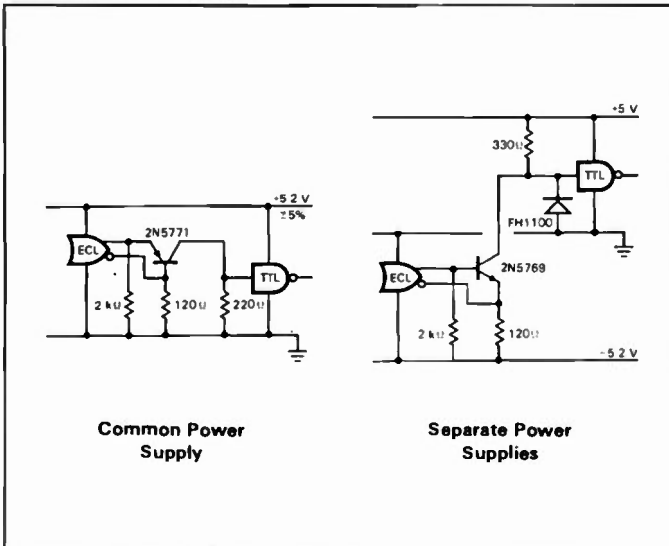 +5 V
330Ω
TTL
FH1100
+5 2 V
±5%
2N5771
ECL
TTL
2 kΩ
120Ω
220Ω
ECL
2N5769
2 kΩ
120Ω
-5 2 V
Common Power
Supply
Separate Power
Supplies